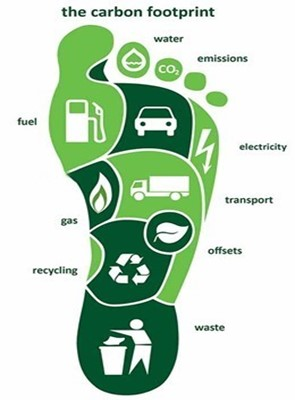 the carbon footprint
water
emissions
CO₂
fuel
electricity
transport
gas
offsets
recycling
waste